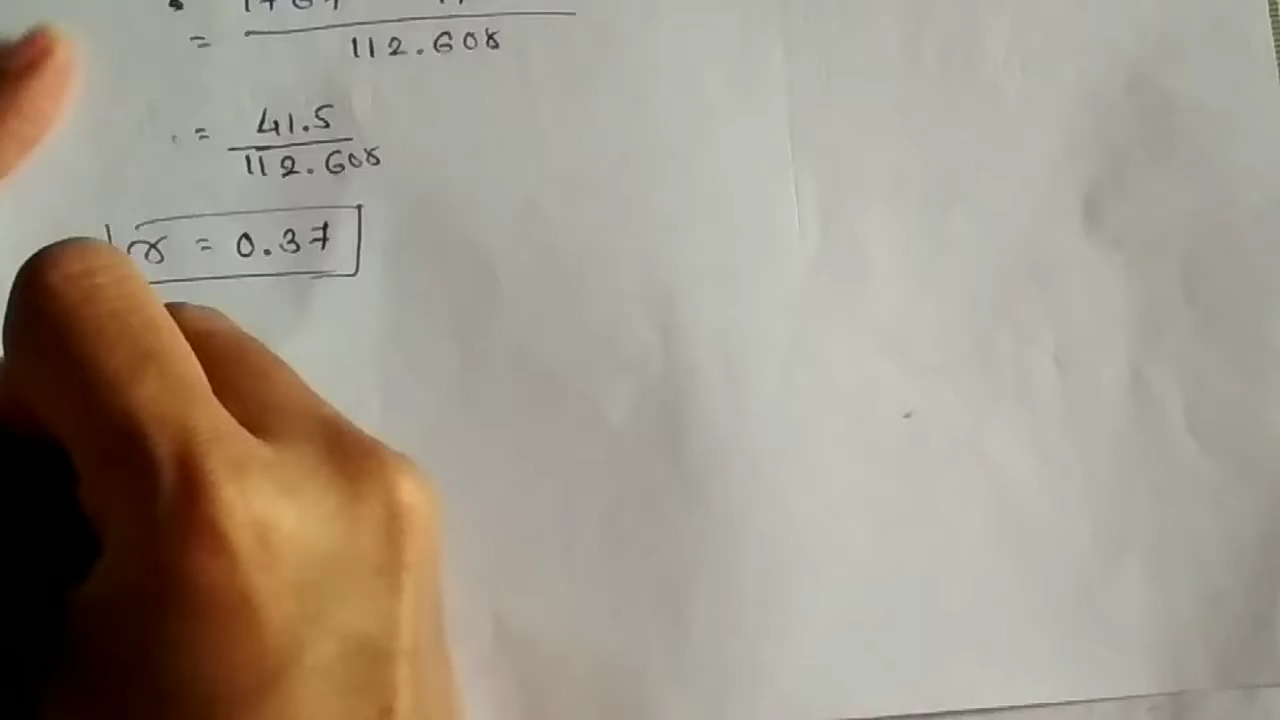 =
112.608
= 41.5
112.608
r = 0.37